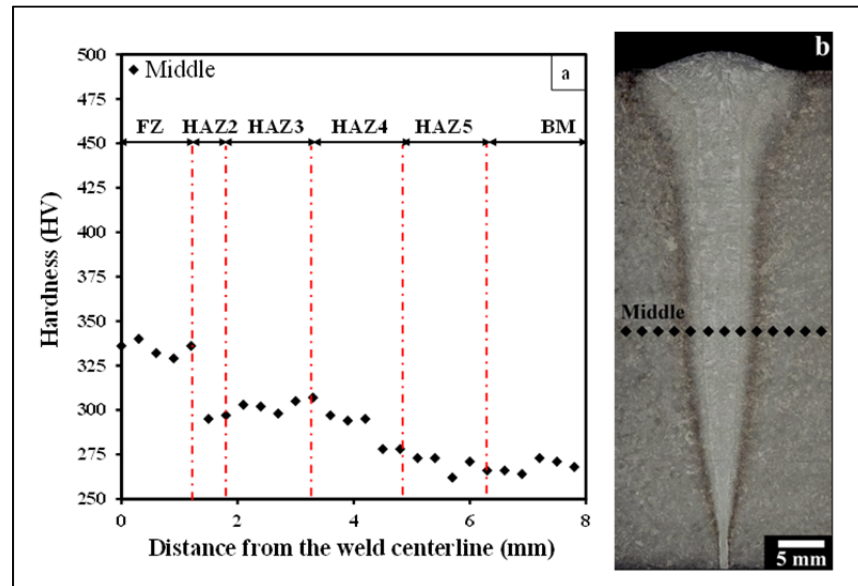 500
475
450
425
400
375
350
325
300
275
250
Hardness (HV)
Middle
a
FZ HAZ2 HAZ3 HAZ4 HAZ5 BM
0 2 4 6 8
Distance from the weld centerline (mm)
b
Middle
5 mm